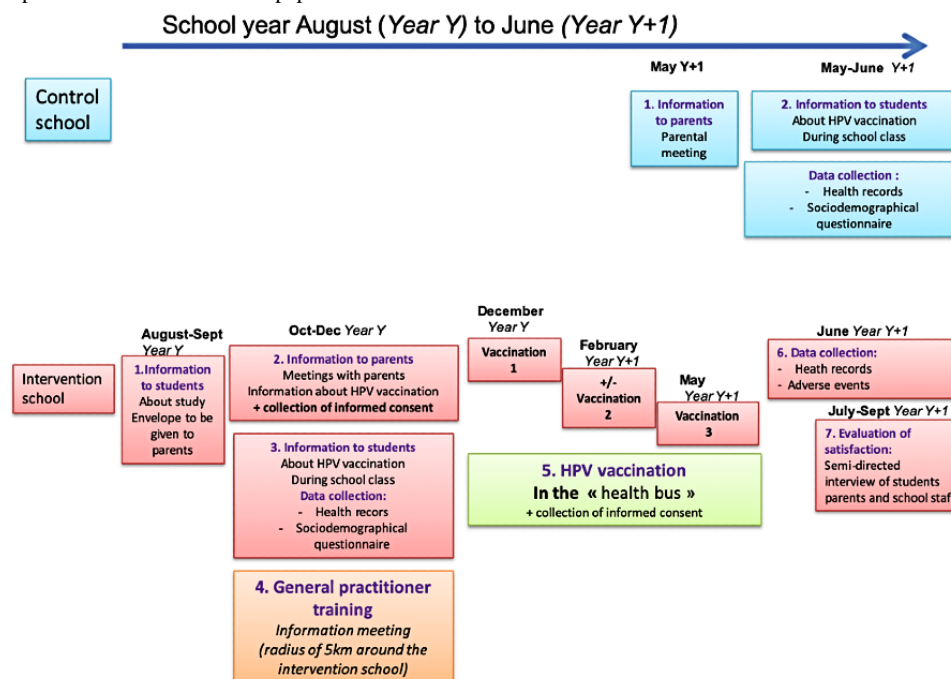 School year August (Year Y) to June (Year Y+1)
Control
school
May Y+1
1. Information
to parents
Parental
meeting
May-June Y+1
2. Information to students
About HPV vaccination
During school class
Data collection :
- Health records
- Sociodemographical
questionnaire
Intervention
school
August-Sept
Year Y
1.Information
to students
About study
Envelope to be
given to
parents
Oct-Dec Year Y
2. Information to parents
Meetings with parents
Information about HPV vaccination
+ collection of informed consent
3. Information to students
About HPV vaccination
During school class
Data collection:
- Health recors
- Sociodemographical
questionnaire
4. General practitioner
training
Information meeting
(radius of 5km around the
intervention school)
December
Year Y
Vaccination
1
February
Year Y+1
+/-
Vaccination
2
May
Year Y+1
Vaccination
3
5. HPV vaccination
In the « health bus »
+ collection of informed consent
June Year Y+1
6. Data collection:
- Heath records
- Adverse events
July-Sept Year Y+1
7. Evaluation of
satisfaction:
Semi-directed
interview of students
parents and school staf